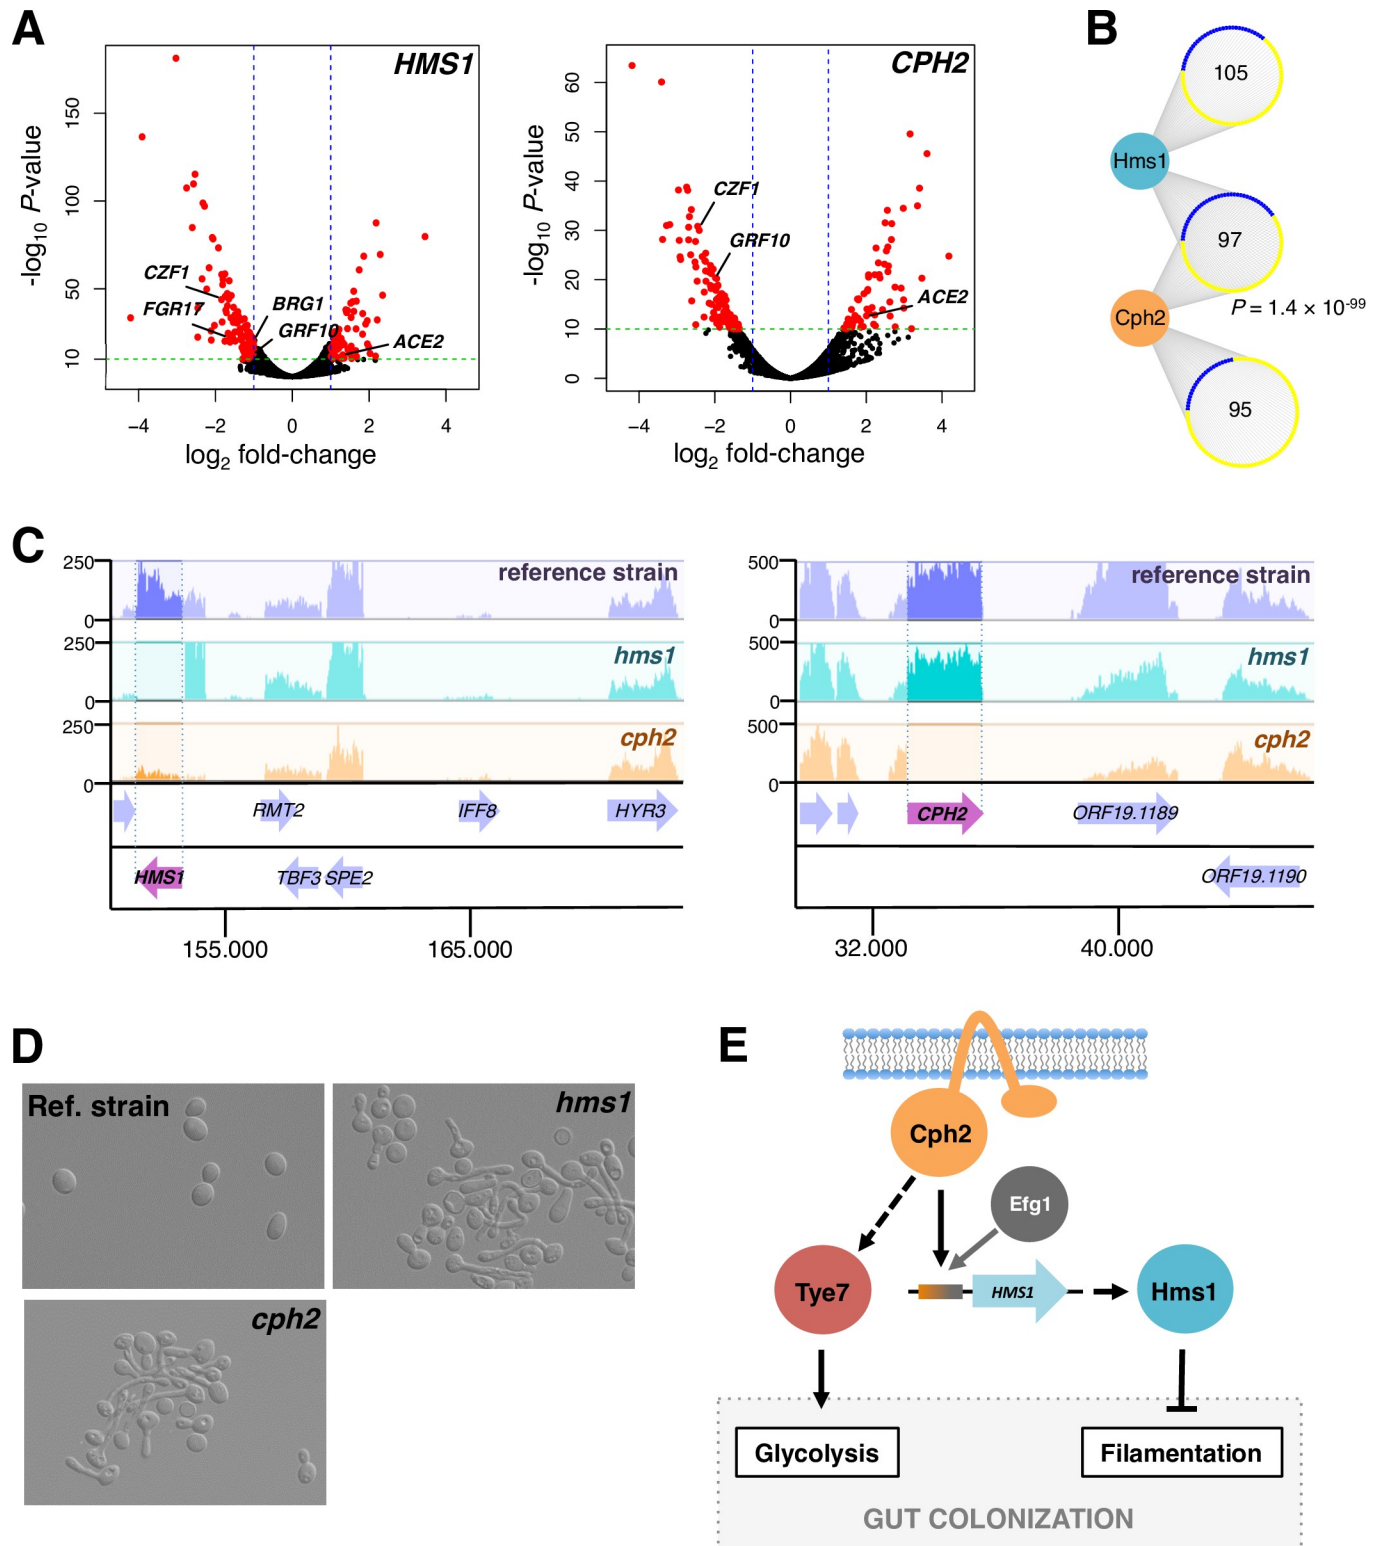 A
HMS1
-log10 P-value
150
100
50
10
CZF1
FGR17
BRG1
GRF10
ACE2
−4
−2
0
2
4
log2 fold-change
CPH2
-log10 P-value
60
50
40
30
20
10
0
CZF1
GRF10
ACE2
−4
−2
0
2
4
log2 fold-change
B
105
Hms1
97
Cph2
P = 1.4 × 10-99
95
C
250
0
reference strain
250
0
hms1
250
0
cph2
RMT2
IFF8
HYR3
HMS1
TBF3
SPE2
155.000
165.000
500
0
reference strain
500
0
hms1
500
0
cph2
CPH2
ORF19.1189
ORF19.1190
32.000
40.000
D
Ref. strain
hms1
cph2
E
Cph2
Efg1
Tye7
HMS1
Hms1
Glycolysis
Filamentation
GUT COLONIZATION